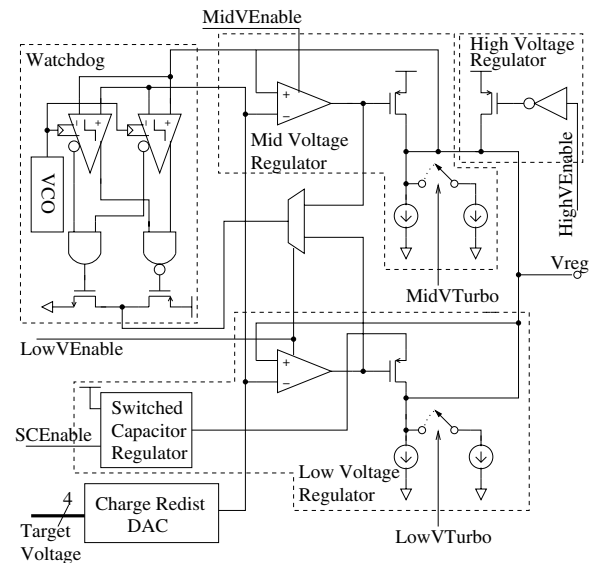 MidVEnable
Watchdog
High Voltage
Regulator
Mid Voltage
Regulator
VCO
HighVEnable
MidVTurbo
Vreg
LowVEnable
Switched
Capacitor
Regulator
SCEnable
Low Voltage
Regulator
4
Charge Redist
DAC
Target
Voltage
LowVTurbo
+
−
+
−
+
−
+
−